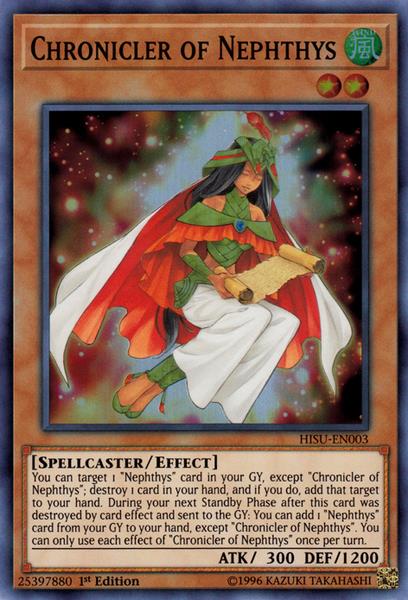 CHRONICLER OF NEPHTHYS
風
HISU-EN003
[SPELLCASTER/EFFECT]
You can target 1 "Nephthys" card in your GY, except "Chronicler of
Nephthys"; destroy 1 card in your hand, and if you do, add that target
to your hand. During your next Standby Phase after this card was
destroyed by card effect and sent to the GY: You can add 1 "Nephthys"
card from your GY to your hand, except "Chronicler of Nephthys". You
can only use each effect of "Chronicler of Nephthys" once per turn.
ATK/ 300 DEF/1200
25397880 1st Edition ©1996 KAZUKI TAKAHASHI